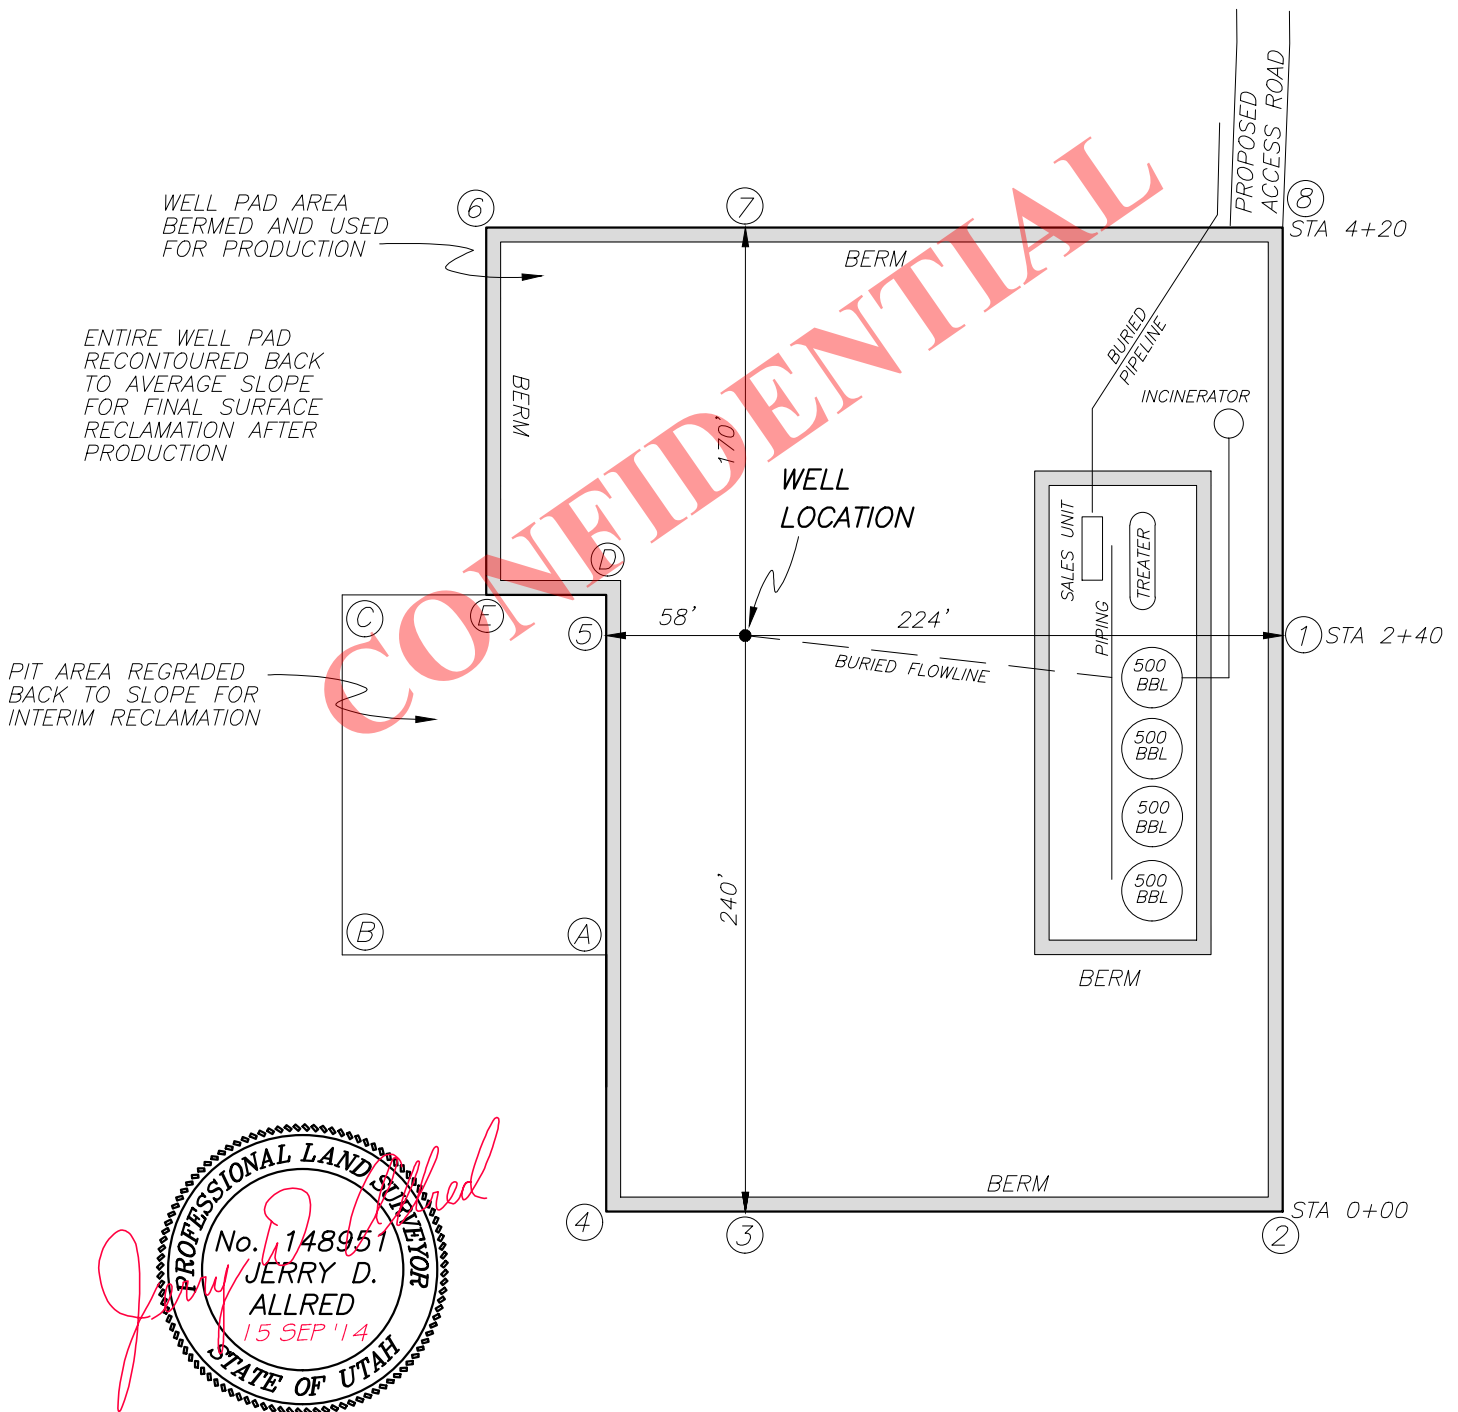 PROPOSED
ACCESS ROAD
WELL PAD AREA
BERMED AND USED
FOR PRODUCTION
6
7
8
STA 4+20
BERM
ENTIRE WELL PAD
RECONTOURED BACK
TO AVERAGE SLOPE
FOR FINAL SURFACE
RECLAMATION AFTER
PRODUCTION
BERM
170'
BURIED
PIPELINE
INCINERATOR
CONFIDENTIAL
WELL
LOCATION
SALES UNIT
TREATER
D
C
E
5
58'
224'
1
STA 2+40
PIPING
BURIED FLOWLINE
PIT AREA REGRADED
BACK TO SLOPE FOR
INTERIM RECLAMATION
500
BBL
500
BBL
500
BBL
500
BBL
240'
B
A
BERM
BERM
4
3
2
STA 0+00
PROFESSIONAL LAND SURVEYOR
No. 148951
JERRY D.
ALLRED
15 SEP '14
STATE OF UTAH
Jerry D Allred